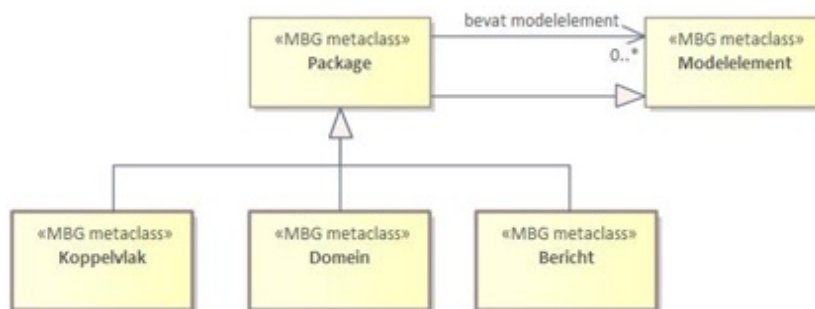 «MBG metaclass»
Package
bevat modelelement
0..*
«MBG metaclass»
Modelelement
«MBG metaclass»
Koppelvlak
«MBG metaclass»
Domein
«MBG metaclass»
Bericht